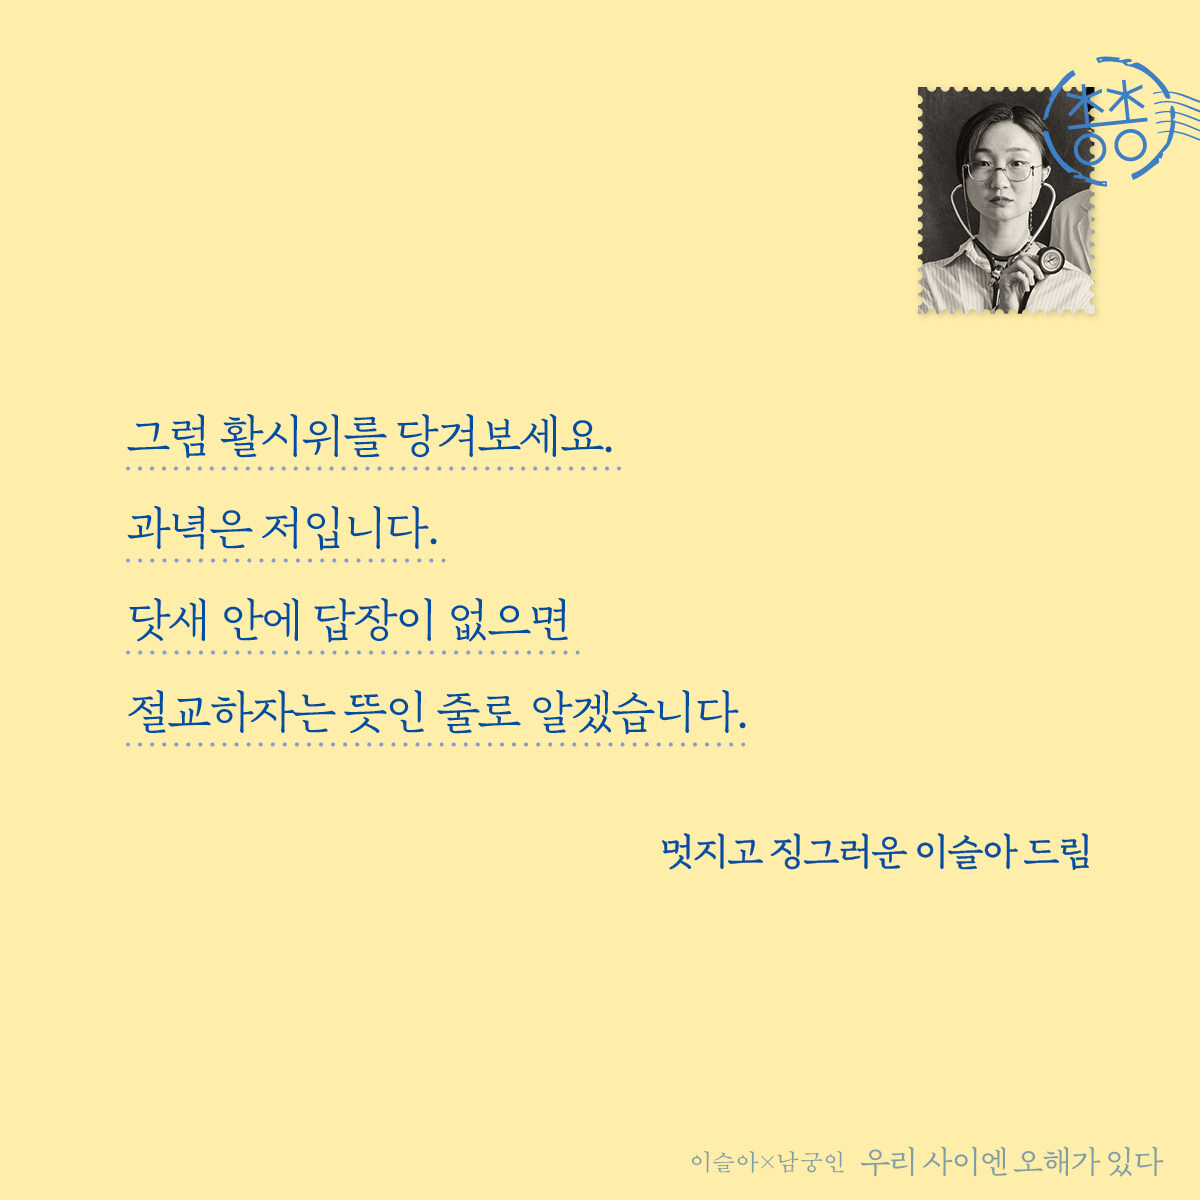 총총
그럼 활시위를 당겨보세요.
과녁은 저입니다.
닷새 안에 답장이 없으면
절교하자는 뜻인 줄로 알겠습니다.
멋지고 징그러운 이슬아 드림
이슬아×남궁인 우리 사이엔 오해가 있다